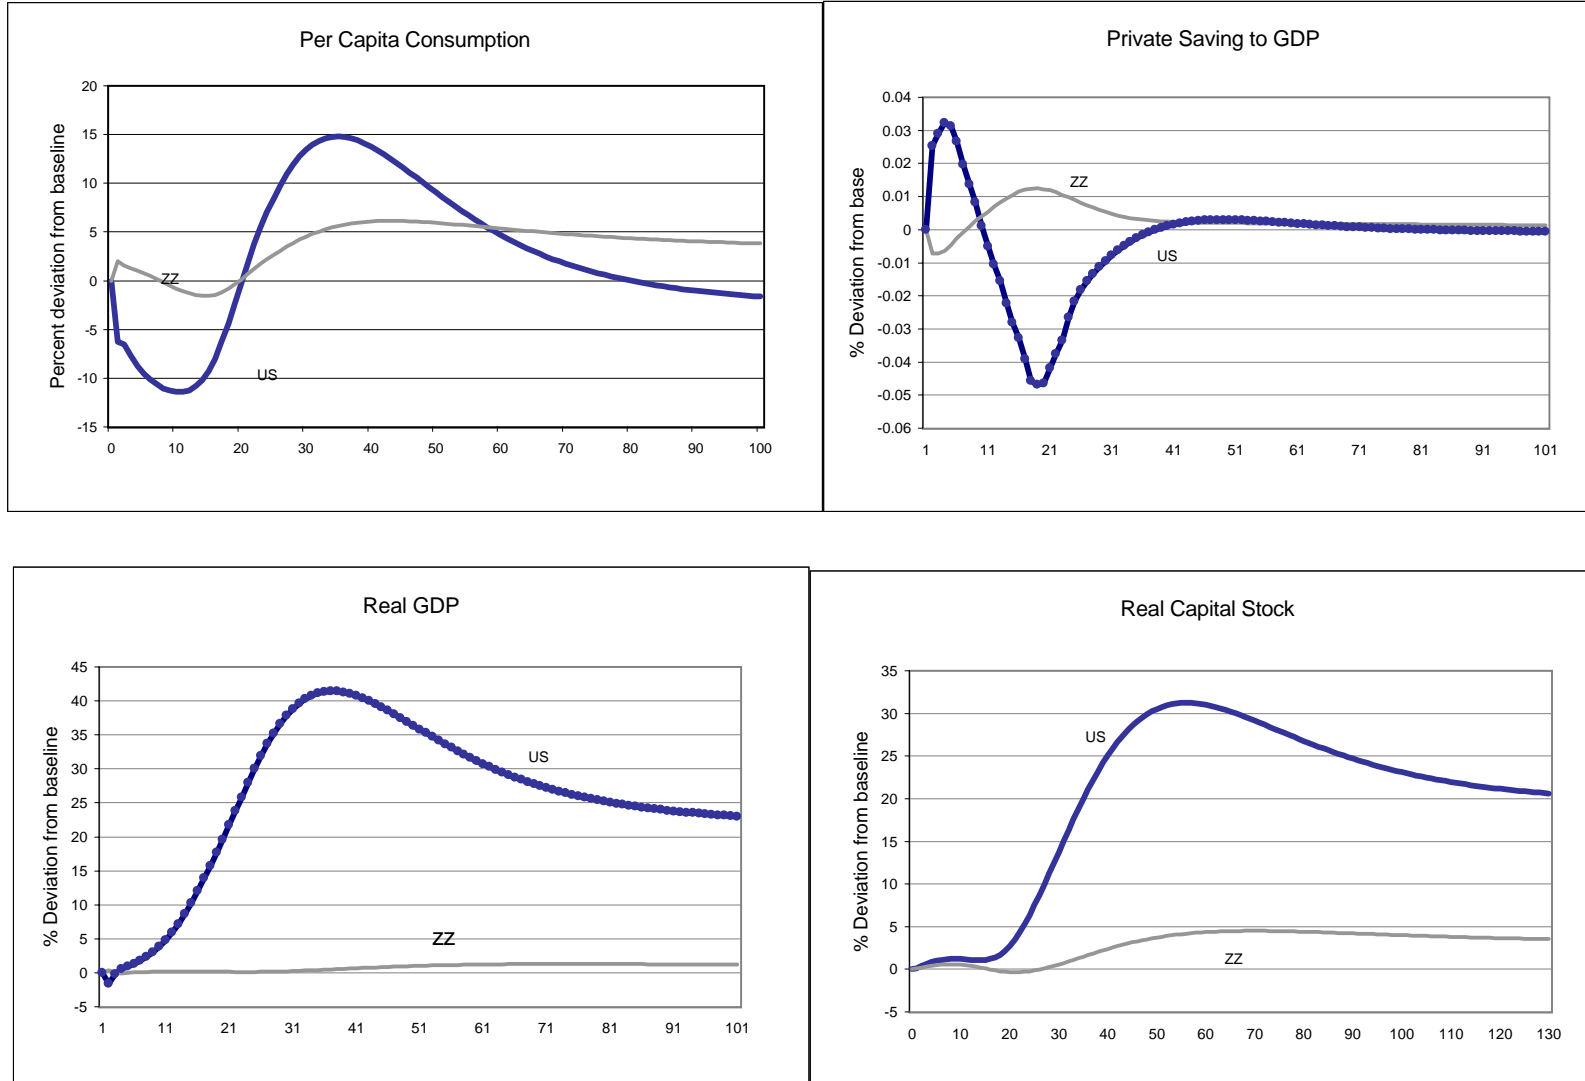 Per Capita Consumption
Percent deviation from baseline
20
15
10
5
0
-5
-10
-15
ZZ
US
0 10 20 30 40 50 60 70 80 90 100
Private Saving to GDP
% Deviation from base
0.04
0.03
0.02
0.01
0
-0.01
-0.02
-0.03
-0.04
-0.05
-0.06
ZZ
US
1 11 21 31 41 51 61 71 81 91 101
Real GDP
% Deviation from baseline
45
40
35
30
25
20
15
10
5
0
-5
US
ZZ
1 11 21 31 41 51 61 71 81 91 101
Real Capital Stock
% Deviation from baseline
35
30
25
20
15
10
5
0
-5
US
ZZ
0 10 20 30 40 50 60 70 80 90 100 110 120 130